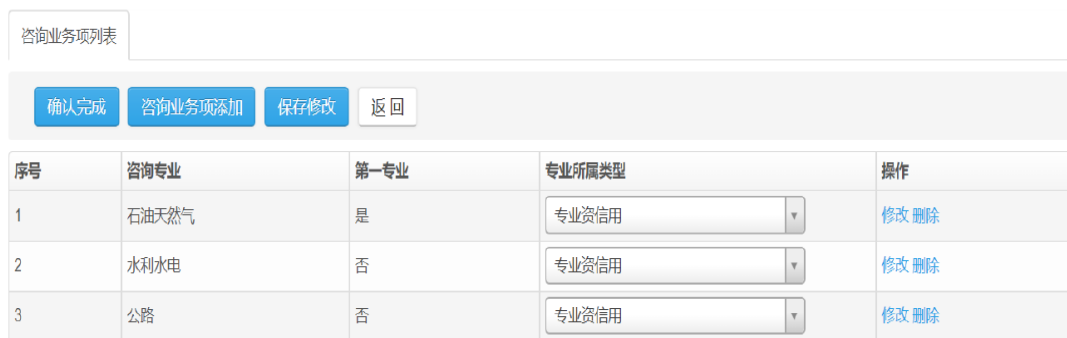 咨询业务项列表
确认完成 咨询业务项添加 保存修改 返回
序号 咨询专业 第一专业 专业所属类型 操作
1 石油天然气 是 专业资信用 修改 删除
2 水利水电 否 专业资信用 修改 删除
3 公路 否 专业资信用 修改 删除